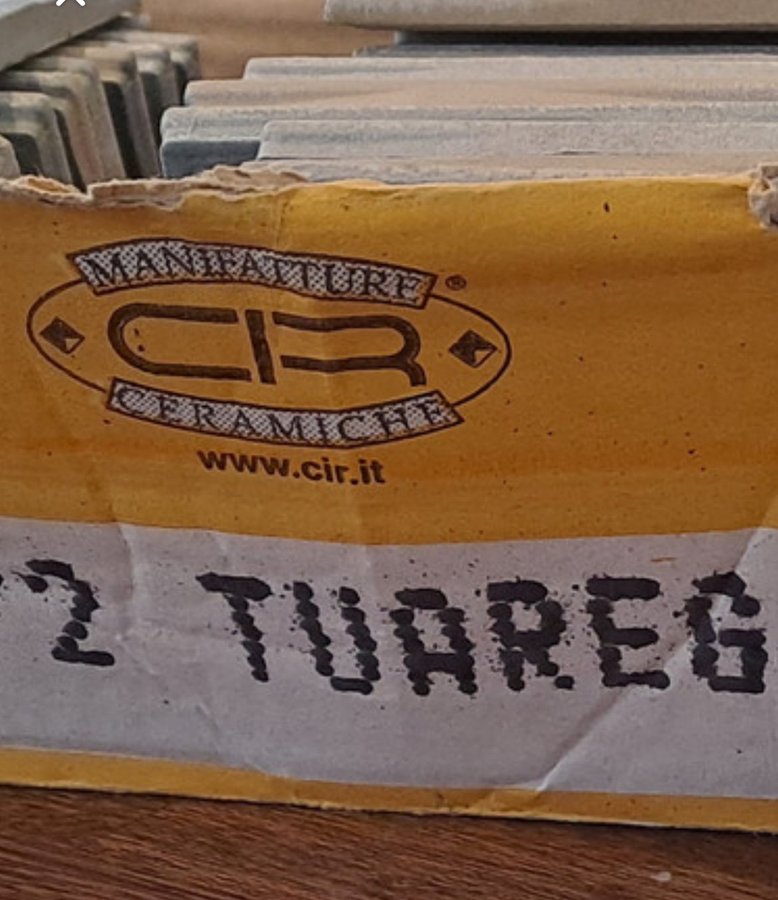 MANIFATTURE ®
CIR
CERAMICHE
www.cir.it
2 TUAREG